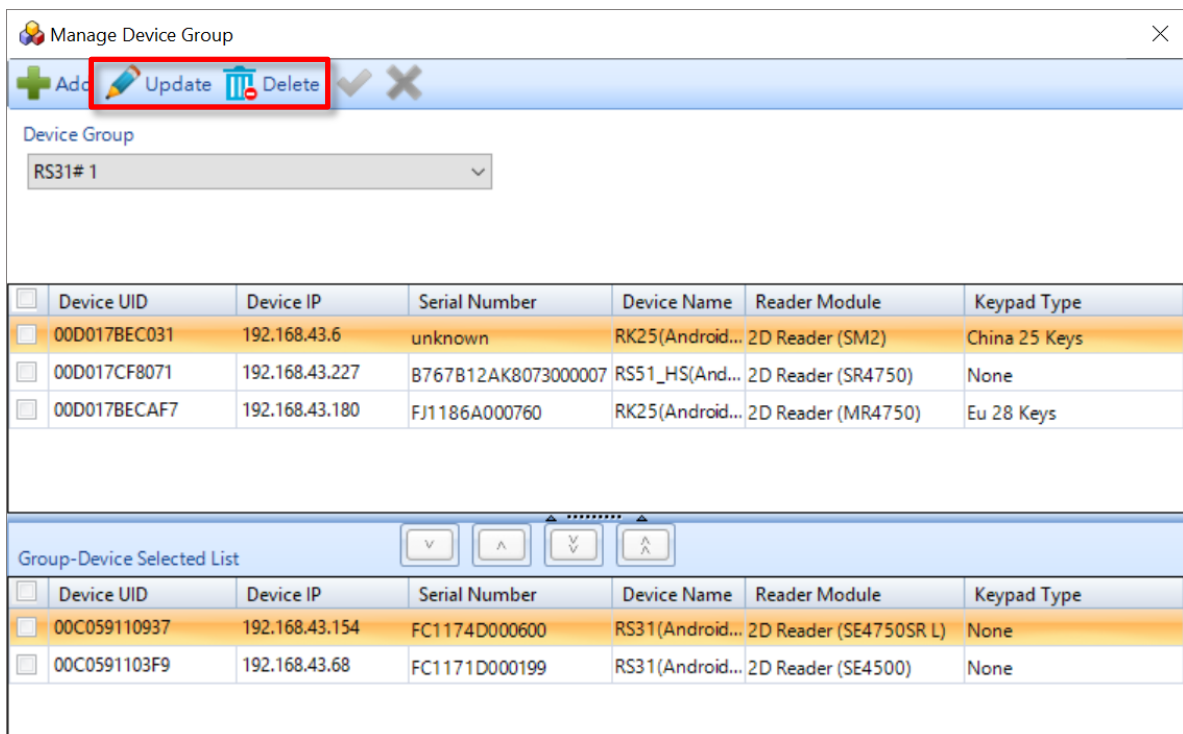 Manage Device Group
Add Update Delete
Device Group
RS31# 1
Device UID Device IP Serial Number Device Name Reader Module Keypad Type
00D017BEC031 192.168.43.6 unknown RK25(Android... 2D Reader (SM2) China 25 Keys
00D017CF8071 192.168.43.227 B767B12AK8073000007 RS51_HS(And... 2D Reader (SR4750) None
00D017BECAF7 192.168.43.180 FJ1186A000760 RK25(Android... 2D Reader (MR4750) Eu 28 Keys
Group-Device Selected List
Device UID Device IP Serial Number Device Name Reader Module Keypad Type
00C059110937 192.168.43.154 FC1174D000600 RS31(Android... 2D Reader (SE4750SR L) None
00C0591103F9 192.168.43.68 FC1171D000199 RS31(Android... 2D Reader (SE4500) None